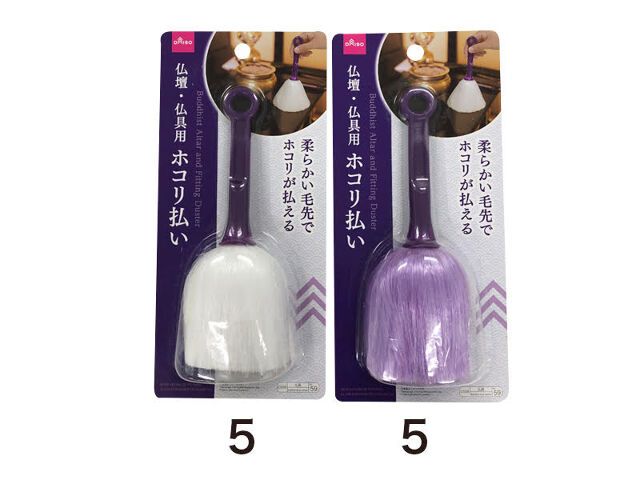 DAISO
仏壇・仏具用 ホコリ払い
Buddhist Altar and Fitting Duster
柔らかい毛先で
ホコリが払える
59
5
DAISO
仏壇・仏具用 ホコリ払い
Buddhist Altar and Fitting Duster
柔らかい毛先で
ホコリが払える
59
5